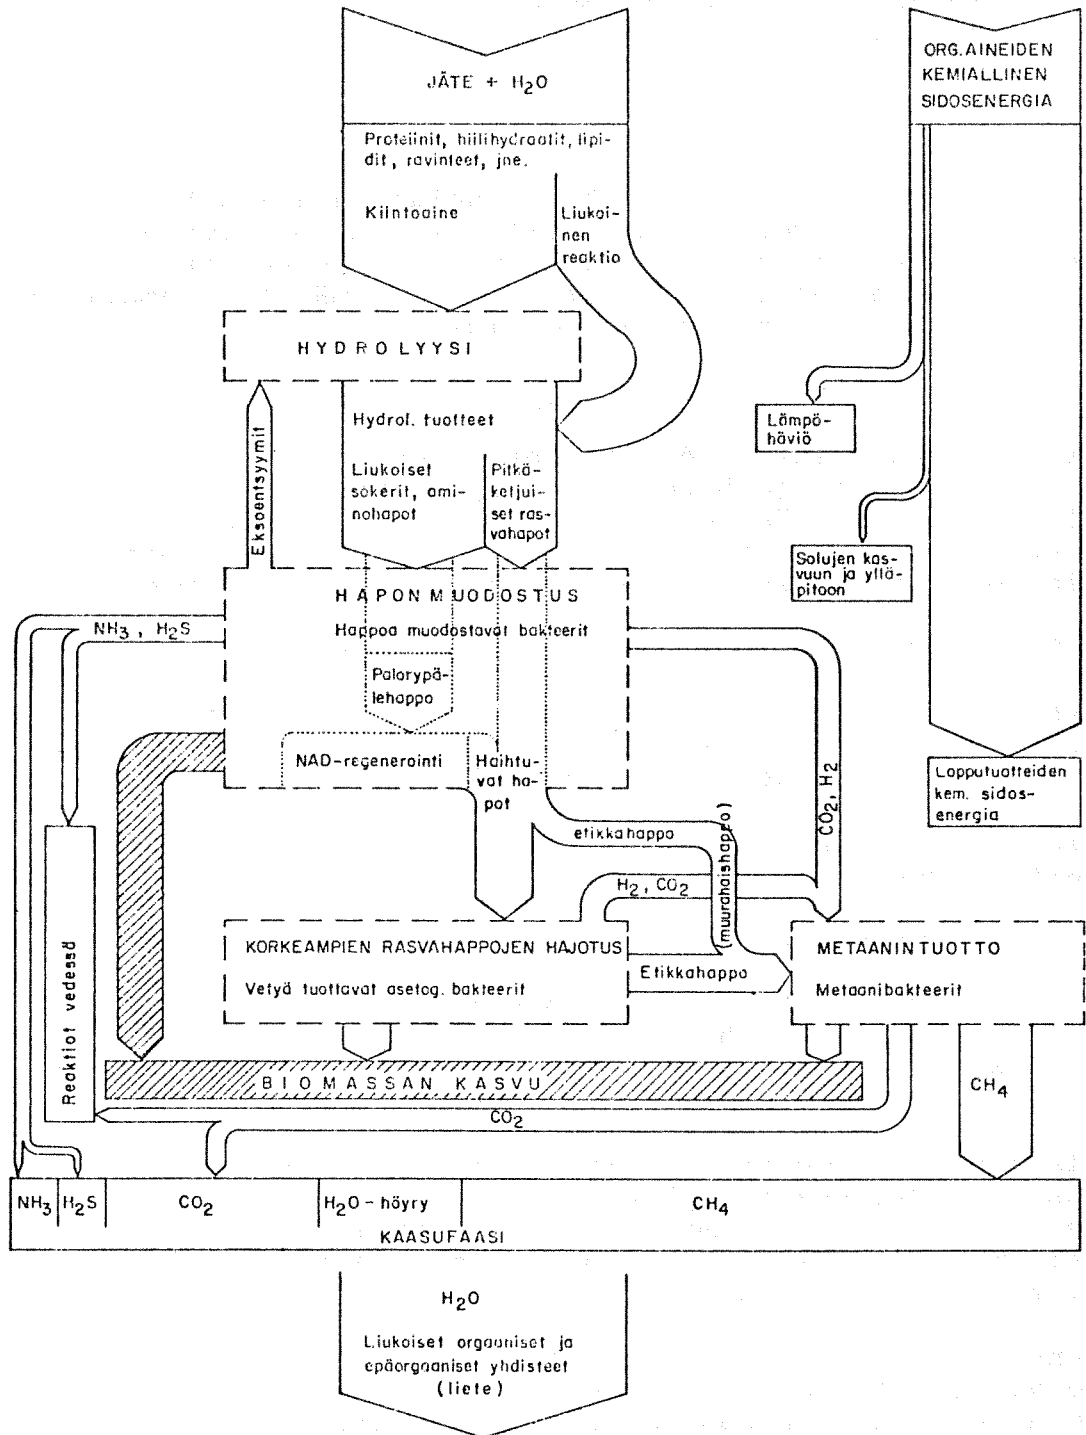 JÄTE + H2O
Proteiinit, hiilihydraatit, lipi-
dit, ravinteet, jne.
Kiintoaine
Liukoi-
nen
reaktio
HYDROLYYSI
Eksoentsyymit
Hydrol. tuotteet
Liukoiset
sokerit, ami-
nohapot
Pitkä-
ketjui-
set ras-
vahapot
HAPONMUODOSTUS
Happoa muodostavat bakteerit
NH3, H2S
Palorypä-
lehappo
NAD-regenerointi
Haihtu-
vat ha-
pot
etikkahappo
(muurahaishappo)
CO2, H2
H2, CO2
KORKEAMPIEN RASVAHAPPOJEN HAJOTUS
Vetyä tuottavat asetog. bakteerit
Etikkahappo
METAANINTUOTTO
Metaanibakteerit
Reaktiot vedessä
BIOMASSAN KASVU
CO2
CH4
NH3
H2S
CO2
H2O-höyry
CH4
KAASUFAASI
H2O
Liukoiset orgaaniset ja
epäorgaaniset yhdisteet
(liete)
ORG.AINEIDEN
KEMIALLINEN
SIDOSENERGIA
Lämpö-
häviö
Solujen kas-
vuun ja yllä-
pitoon
Lopputuotteiden
kem. sidos-
energia